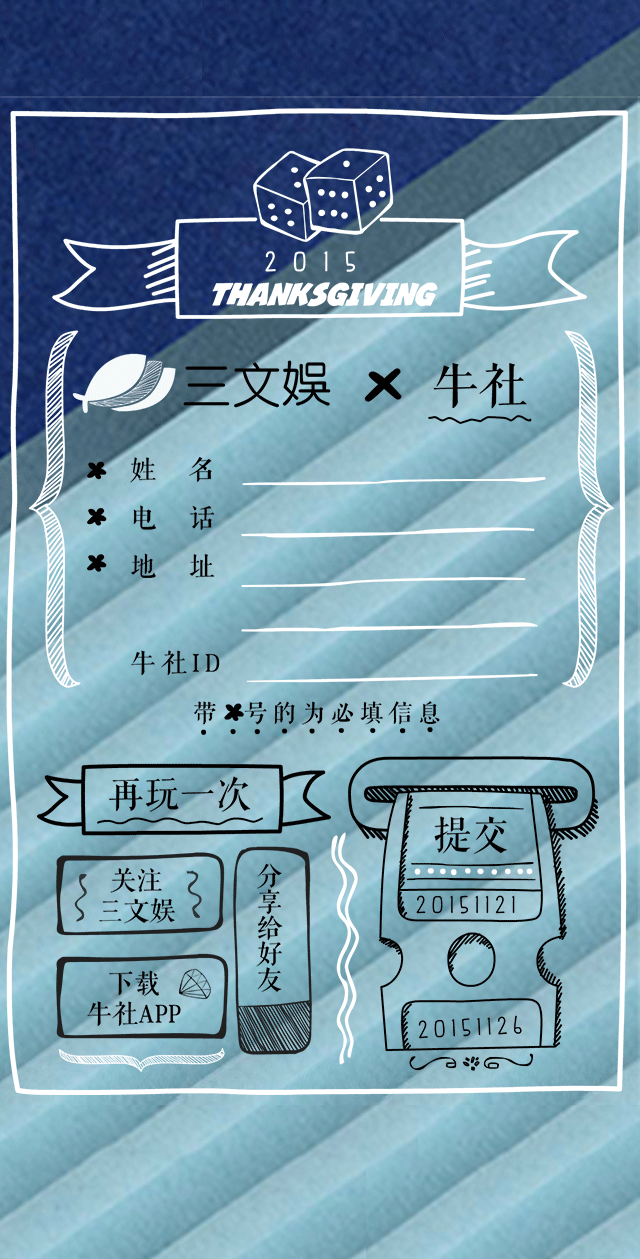 2015
THANKSGIVING
三文娱 × 牛社
姓 名
电 话
地 址
牛社ID
带*号的为必填信息
再玩一次
关注
三文娱
下载
牛社APP
分享给好友
提交
20151121
20151126